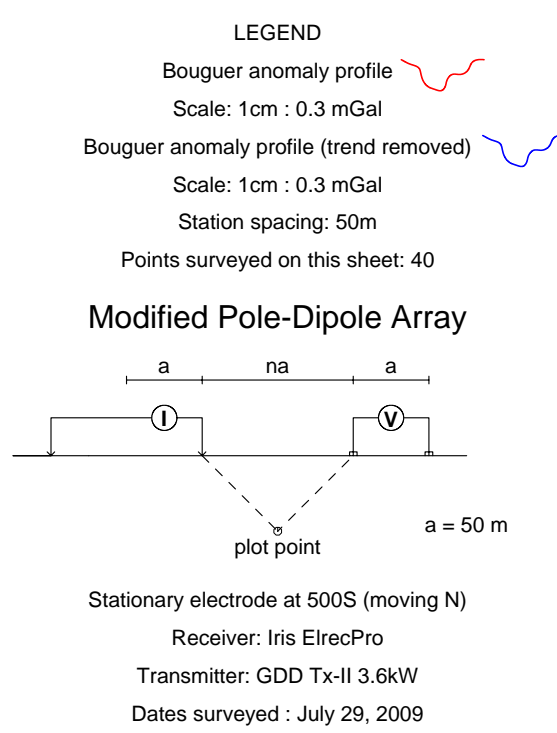 LEGEND
Bouguer anomaly profile
Scale: 1cm : 0.3 mGal
Bouguer anomaly profile (trend removed)
Scale: 1cm : 0.3 mGal
Station spacing: 50m
Points surveyed on this sheet: 40
Modified Pole-Dipole Array
a na a
I V
a = 50 m
plot point
Stationary electrode at 500S (moving N)
Receiver: Iris ElrecPro
Transmitter: GDD Tx-II 3.6kW
Dates surveyed : July 29, 2009